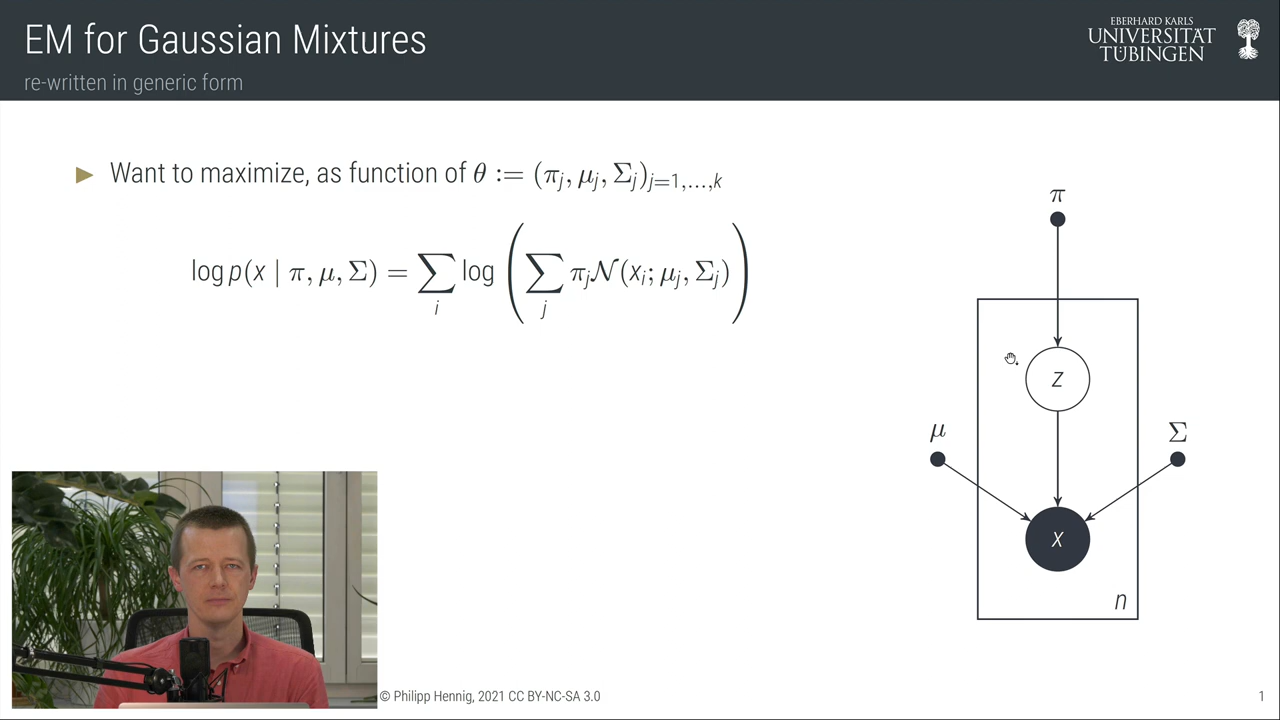 EM for Gaussian Mixtures
re-written in generic form
EBERHARD KARLS
UNIVERSITÄT
TÜBINGEN
▶ Want to maximize, as function of θ := (πⱼ, μⱼ, Σⱼ)ⱼ₌₁,...,ₖ
log p(x | π, μ, Σ) = ∑ᵢ log (∑ⱼ πⱼ𝒩(xᵢ; μⱼ, Σⱼ))
π
z
μ
Σ
x
n
© Philipp Hennig, 2021 CC BY-NC-SA 3.0
1